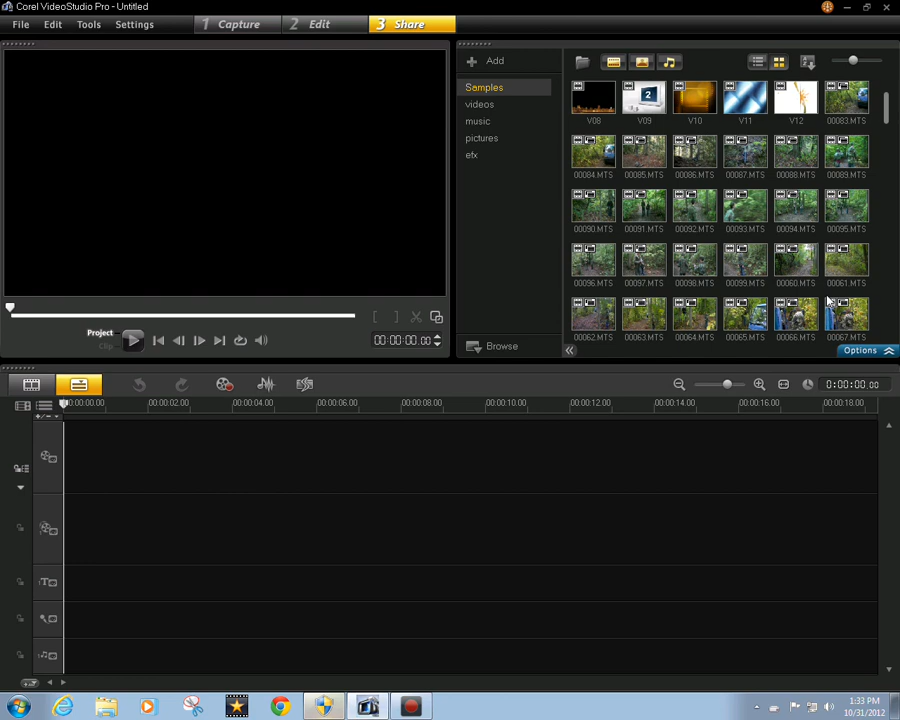 Corel VideoStudio Pro - Untitled
File Edit Tools Settings 1 Capture 2 Edit 3 Share
Add
Samples
videos
music
pictures
efx
Browse
V08 V09 V10 V11 V12 00083.MTS
00084.MTS 00085.MTS 00086.MTS 00087.MTS 00088.MTS 00089.MTS
00090.MTS 00091.MTS 00092.MTS 00093.MTS 00094.MTS 00095.MTS
00096.MTS 00097.MTS 00098.MTS 00099.MTS 00060.MTS 00061.MTS
00062.MTS 00063.MTS 00064.MTS 00065.MTS 00066.MTS 00067.MTS
Options
Project
Clip
00:00:00.00
0:00:00.00
00:00:00.00 00:00:02.00 00:00:04.00 00:00:06.00 00:00:08.00 00:00:10.00 00:00:12.00 00:00:14.00 00:00:16.00 00:00:18.00
1:33 PM
10/31/2012